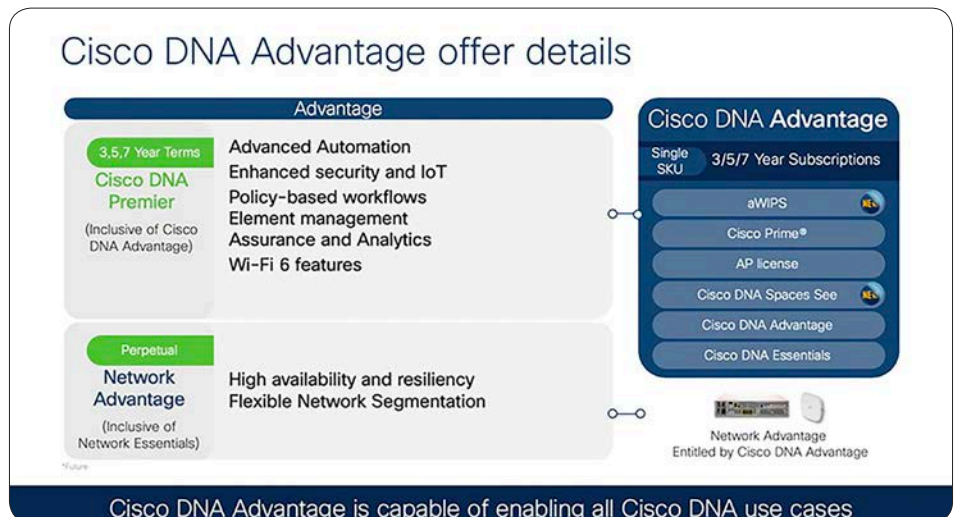 Cisco DNA Advantage offer details
Advantage
3,5,7 Year Terms
Cisco DNA
Premier
(Inclusive of Cisco
DNA Advantage)
Advanced Automation
Enhanced security and IoT
Policy-based workflows
Element management
Assurance and Analytics
Wi-Fi 6 features
Perpetual
Network
Advantage
(Inclusive of
Network Essentials)
High availability and resiliency
Flexible Network Segmentation
*Future
Cisco DNA Advantage
Single
SKU
3/5/7 Year Subscriptions
aWIPS
NEW
Cisco Prime®
AP license
Cisco DNA Spaces See
NEW
Cisco DNA Advantage
Cisco DNA Essentials
Network Advantage
Entitled by Cisco DNA Advantage
Cisco DNA Advantage is capable of enabling all Cisco DNA use cases